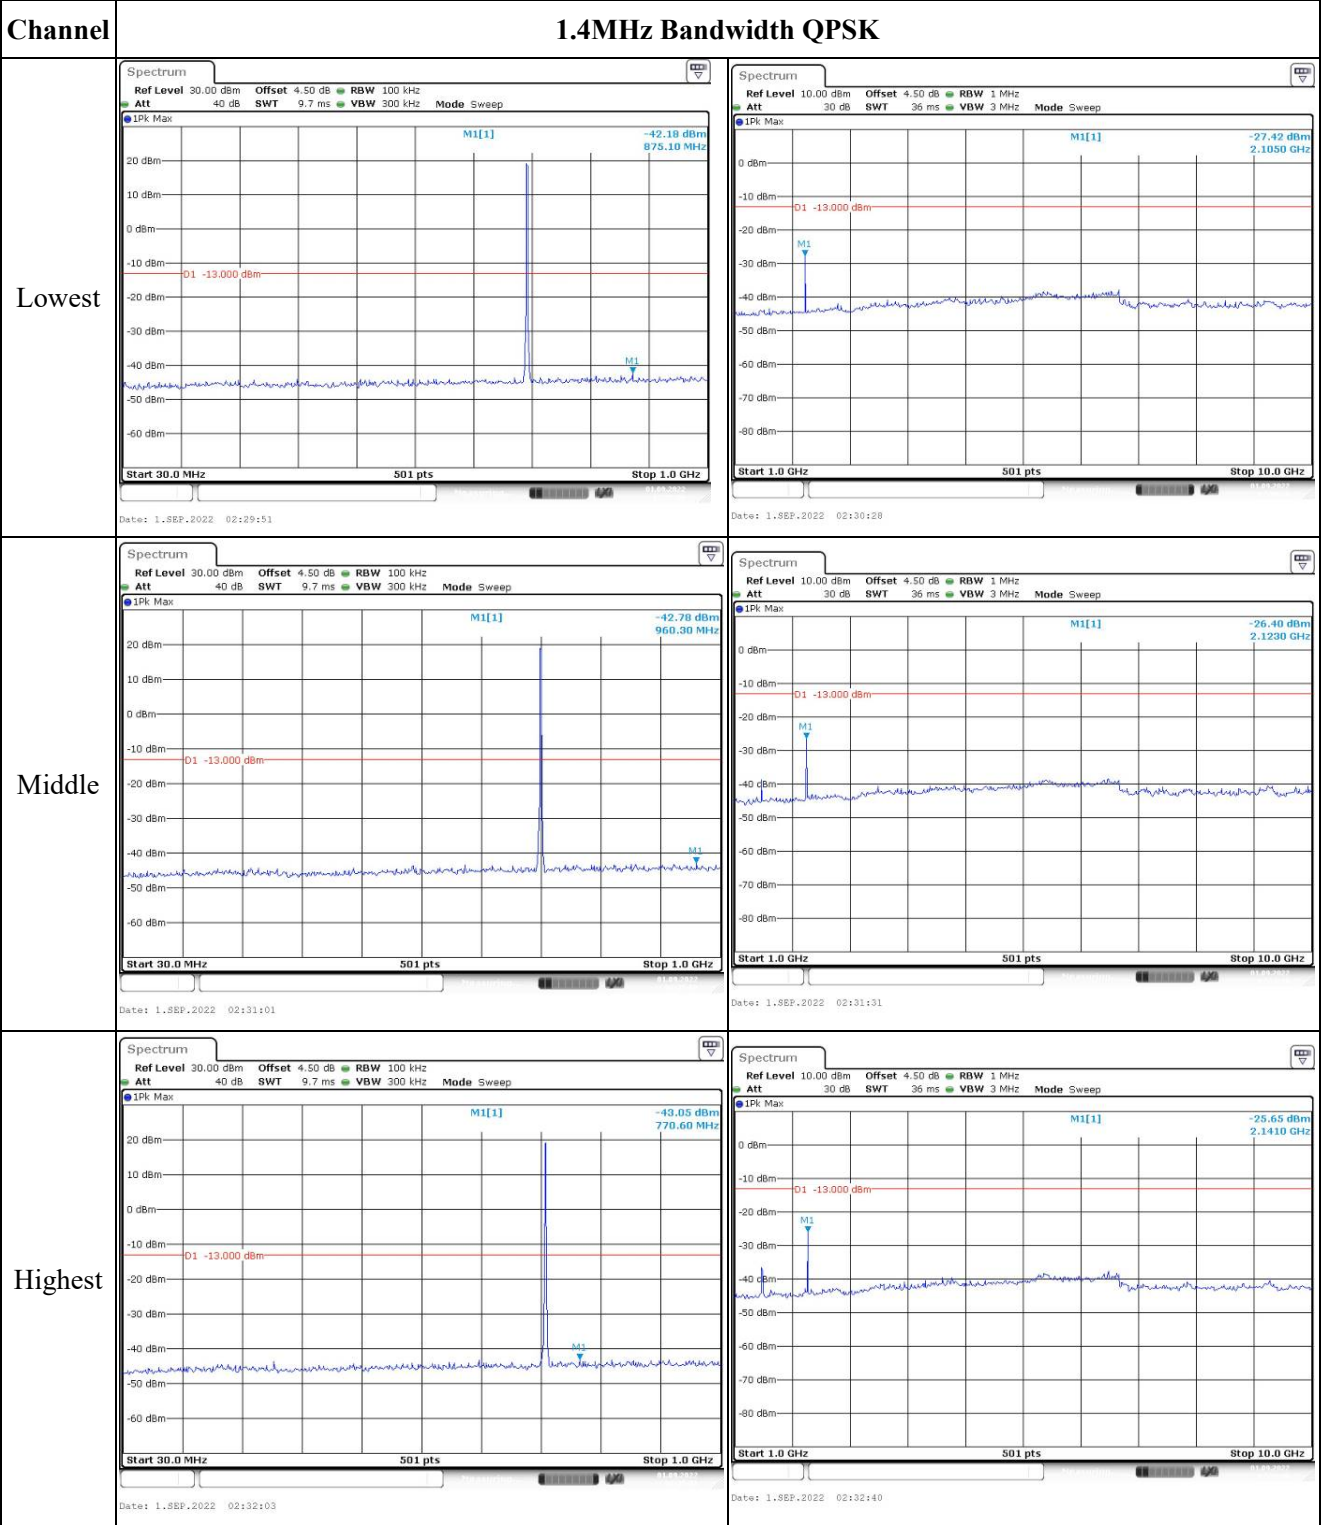 Channel 1.4MHz Bandwidth QPSK
Lowest
Spectrum
Ref Level 30.00 dBm Offset 4.50 dB RBW 100 kHz
Att 40 dB SWT 9.7 ms VBW 300 kHz Mode Sweep
1Pk Max
M1[1] -42.18 dBm
875.10 MHz
20 dBm
10 dBm
0 dBm
-10 dBm
D1 -13.000 dBm
-20 dBm
-30 dBm
-40 dBm
M1
-50 dBm
-60 dBm
Start 30.0 MHz 501 pts Stop 1.0 GHz
Date: 1.SEP.2022 02:29:51
Spectrum
Ref Level 10.00 dBm Offset 4.50 dB RBW 1 MHz
Att 30 dB SWT 36 ms VBW 3 MHz Mode Sweep
1Pk Max
M1[1] -27.42 dBm
2.1050 GHz
0 dBm
-10 dBm
D1 -13.000 dBm
-20 dBm
M1
-30 dBm
-40 dBm
-50 dBm
-60 dBm
-70 dBm
-80 dBm
Start 1.0 GHz 501 pts Stop 10.0 GHz
Date: 1.SEP.2022 02:30:28
Middle
Spectrum
Ref Level 30.00 dBm Offset 4.50 dB RBW 100 kHz
Att 40 dB SWT 9.7 ms VBW 300 kHz Mode Sweep
1Pk Max
M1[1] -42.78 dBm
960.30 MHz
20 dBm
10 dBm
0 dBm
-10 dBm
D1 -13.000 dBm
-20 dBm
-30 dBm
-40 dBm
M1
-50 dBm
-60 dBm
Start 30.0 MHz 501 pts Stop 1.0 GHz
Date: 1.SEP.2022 02:31:01
Spectrum
Ref Level 10.00 dBm Offset 4.50 dB RBW 1 MHz
Att 30 dB SWT 36 ms VBW 3 MHz Mode Sweep
1Pk Max
M1[1] -26.40 dBm
2.1230 GHz
0 dBm
-10 dBm
D1 -13.000 dBm
-20 dBm
M1
-30 dBm
-40 dBm
-50 dBm
-60 dBm
-70 dBm
-80 dBm
Start 1.0 GHz 501 pts Stop 10.0 GHz
Date: 1.SEP.2022 02:31:31
Highest
Spectrum
Ref Level 30.00 dBm Offset 4.50 dB RBW 100 kHz
Att 40 dB SWT 9.7 ms VBW 300 kHz Mode Sweep
1Pk Max
M1[1] -43.05 dBm
770.60 MHz
20 dBm
10 dBm
0 dBm
-10 dBm
D1 -13.000 dBm
-20 dBm
-30 dBm
-40 dBm
M1
-50 dBm
-60 dBm
Start 30.0 MHz 501 pts Stop 1.0 GHz
Date: 1.SEP.2022 02:32:03
Spectrum
Ref Level 10.00 dBm Offset 4.50 dB RBW 1 MHz
Att 30 dB SWT 36 ms VBW 3 MHz Mode Sweep
1Pk Max
M1[1] -25.65 dBm
2.1410 GHz
0 dBm
-10 dBm
D1 -13.000 dBm
-20 dBm
M1
-30 dBm
-40 dBm
-50 dBm
-60 dBm
-70 dBm
-80 dBm
Start 1.0 GHz 501 pts Stop 10.0 GHz
Date: 1.SEP.2022 02:32:40